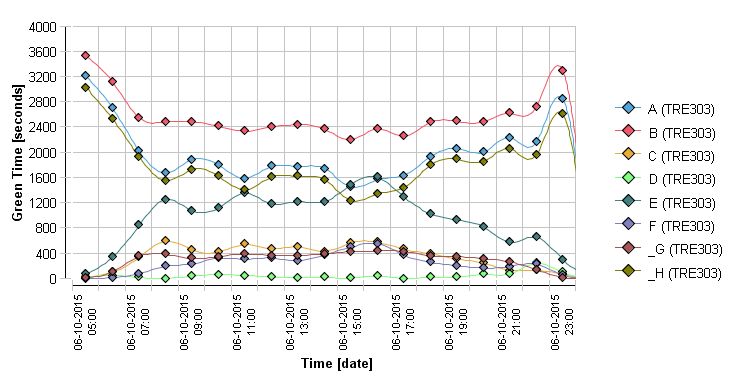 4000
3600
3200
2800
2400
2000
1600
1200
800
400
0
Green Time [seconds]
06-10-2015 05:00
06-10-2015 07:00
06-10-2015 09:00
06-10-2015 11:00
06-10-2015 13:00
06-10-2015 15:00
06-10-2015 17:00
06-10-2015 19:00
06-10-2015 21:00
06-10-2015 23:00
Time [date]
A (TRE303)
B (TRE303)
C (TRE303)
D (TRE303)
E (TRE303)
F (TRE303)
_G (TRE303)
_H (TRE303)